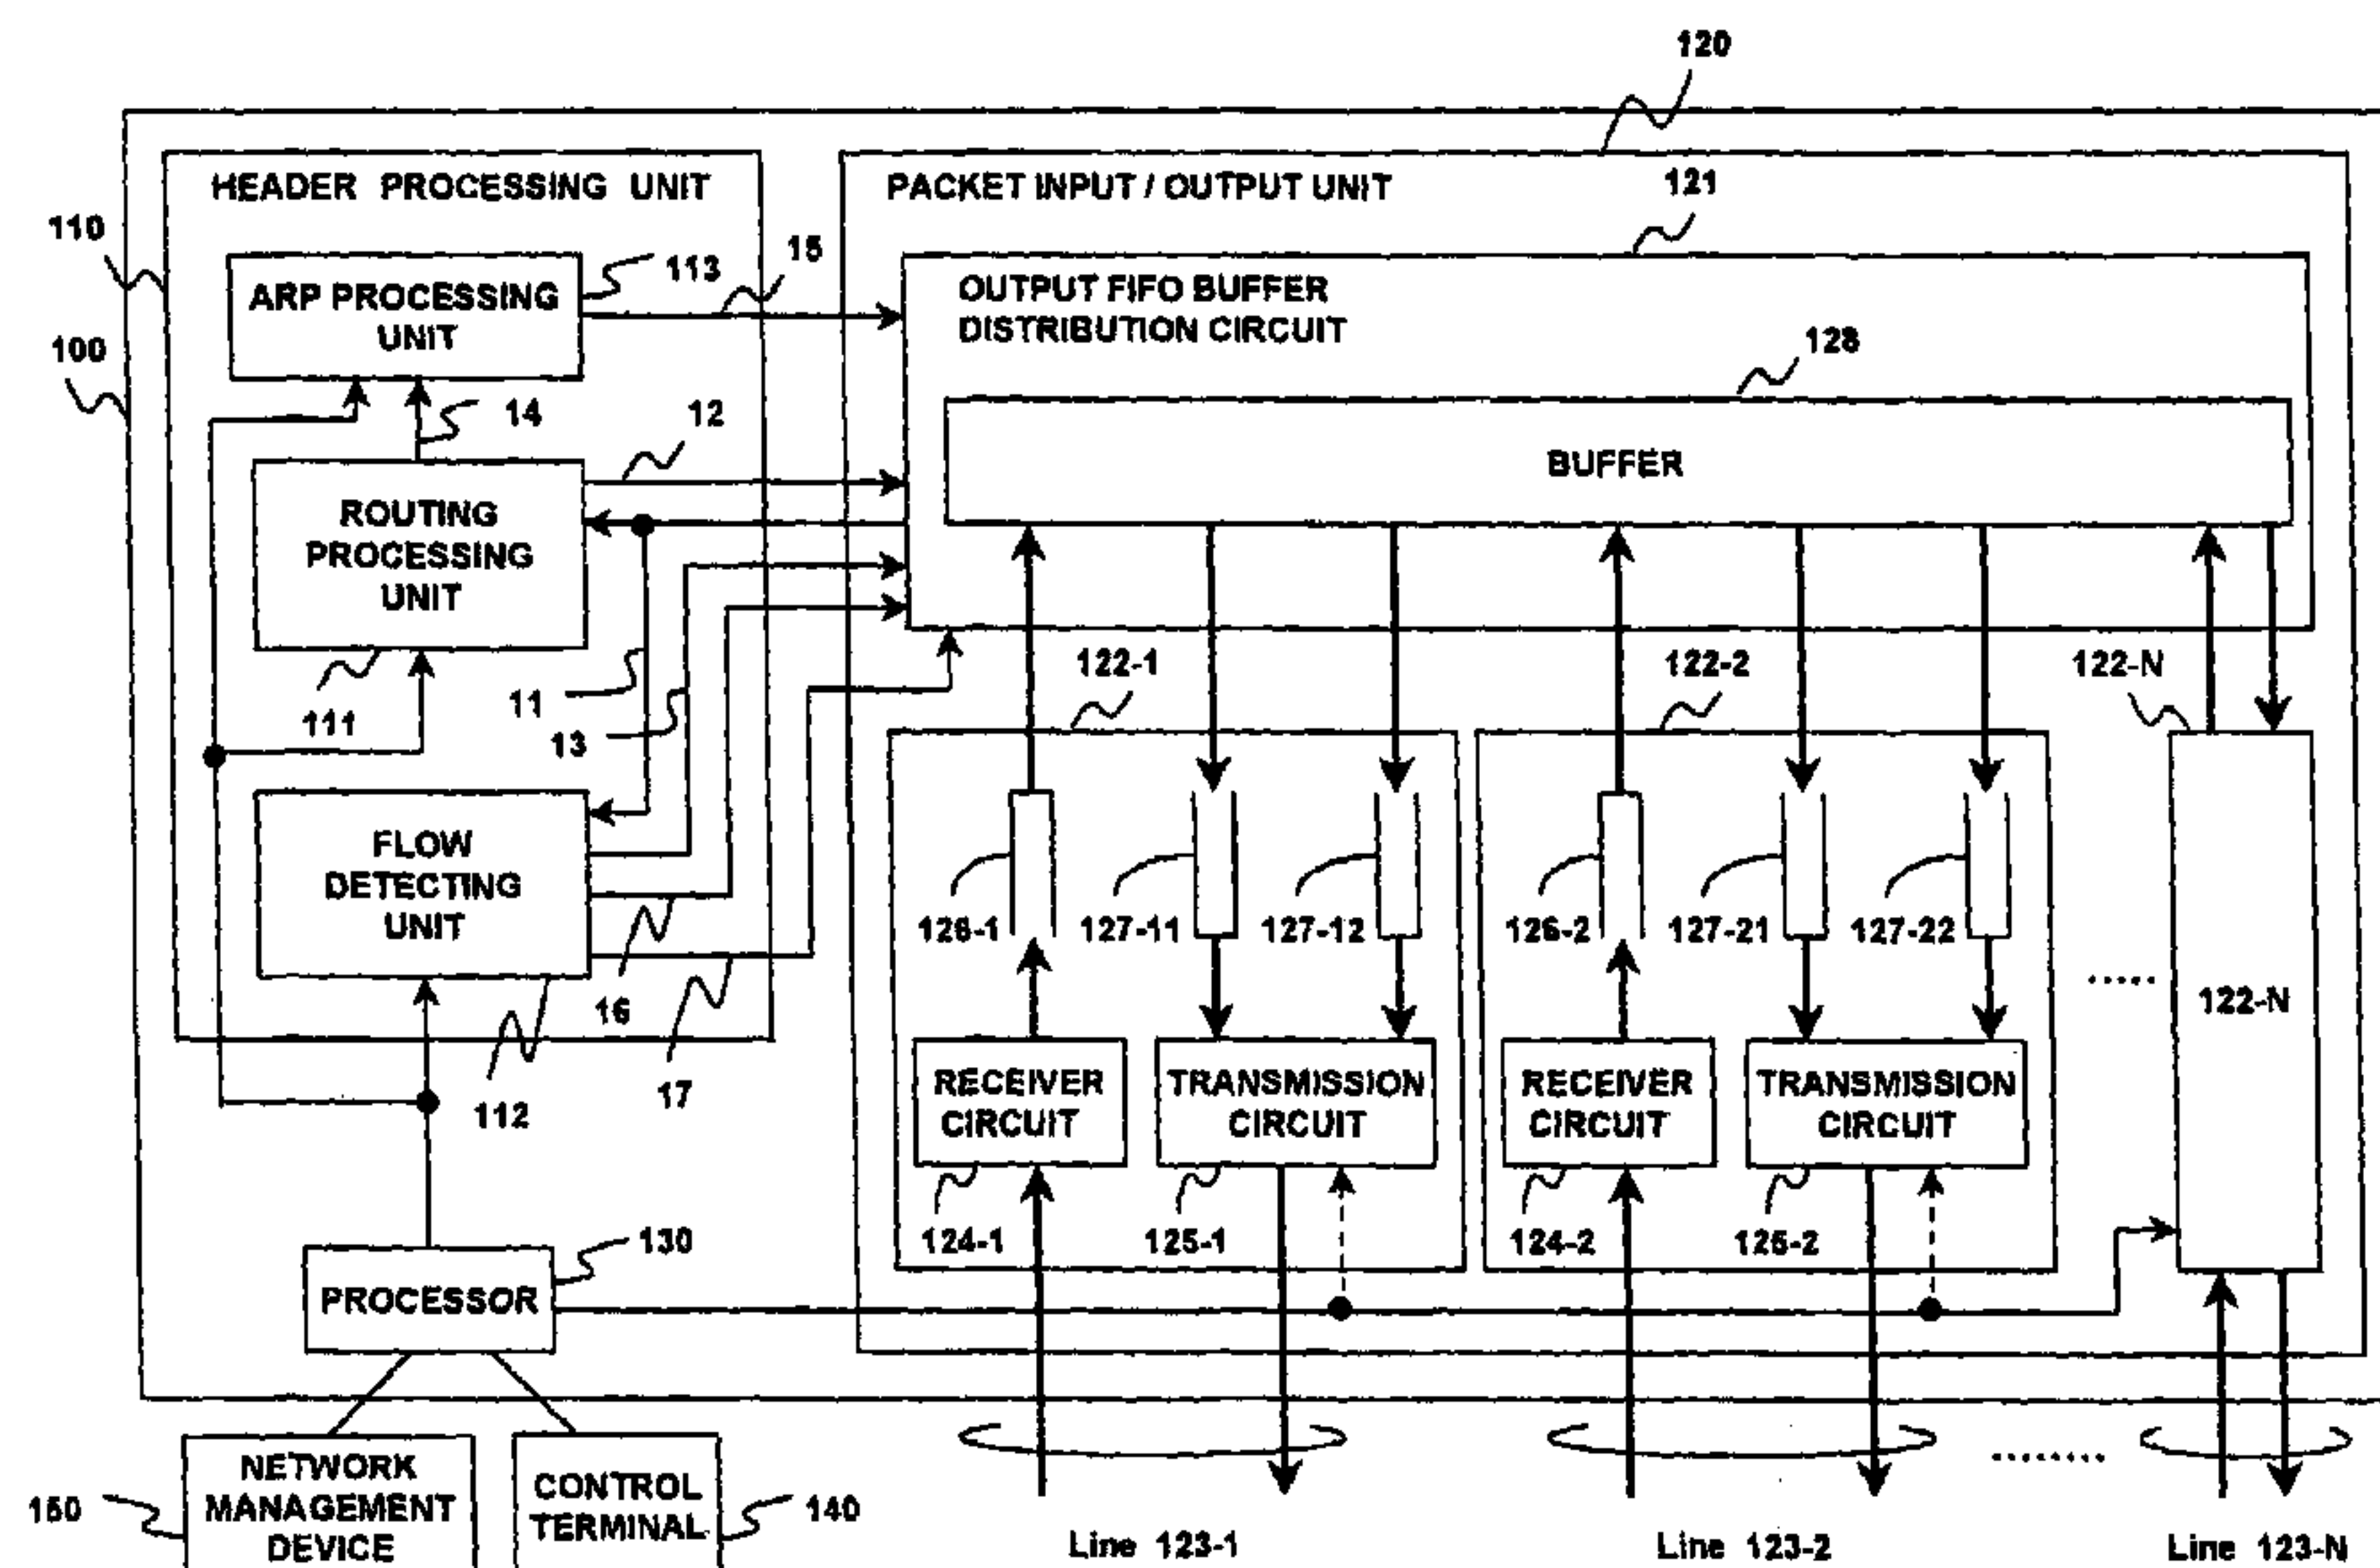 120
HEADER PROCESSING UNIT
PACKET INPUT / OUTPUT UNIT
121
110
113
15
ARP PROCESSING
UNIT
OUTPUT FIFO BUFFER
DISTRIBUTION CIRCUIT
128
100
14
12
BUFFER
ROUTING
PROCESSING
UNIT
122-1
122-2
122-N
11
111
13
FLOW
DETECTING
UNIT
126-1
127-11
127-12
126-2
127-21
127-22
.....
122-N
16
17
112
RECEIVER
CIRCUIT
TRANSMISSION
CIRCUIT
RECEIVER
CIRCUIT
TRANSMISSION
CIRCUIT
130
124-1
125-1
124-2
125-2
PROCESSOR
NETWORK
MANAGEMENT
DEVICE
150
CONTROL
TERMINAL
140
........
Line 123-1
Line 123-2
Line 123-N